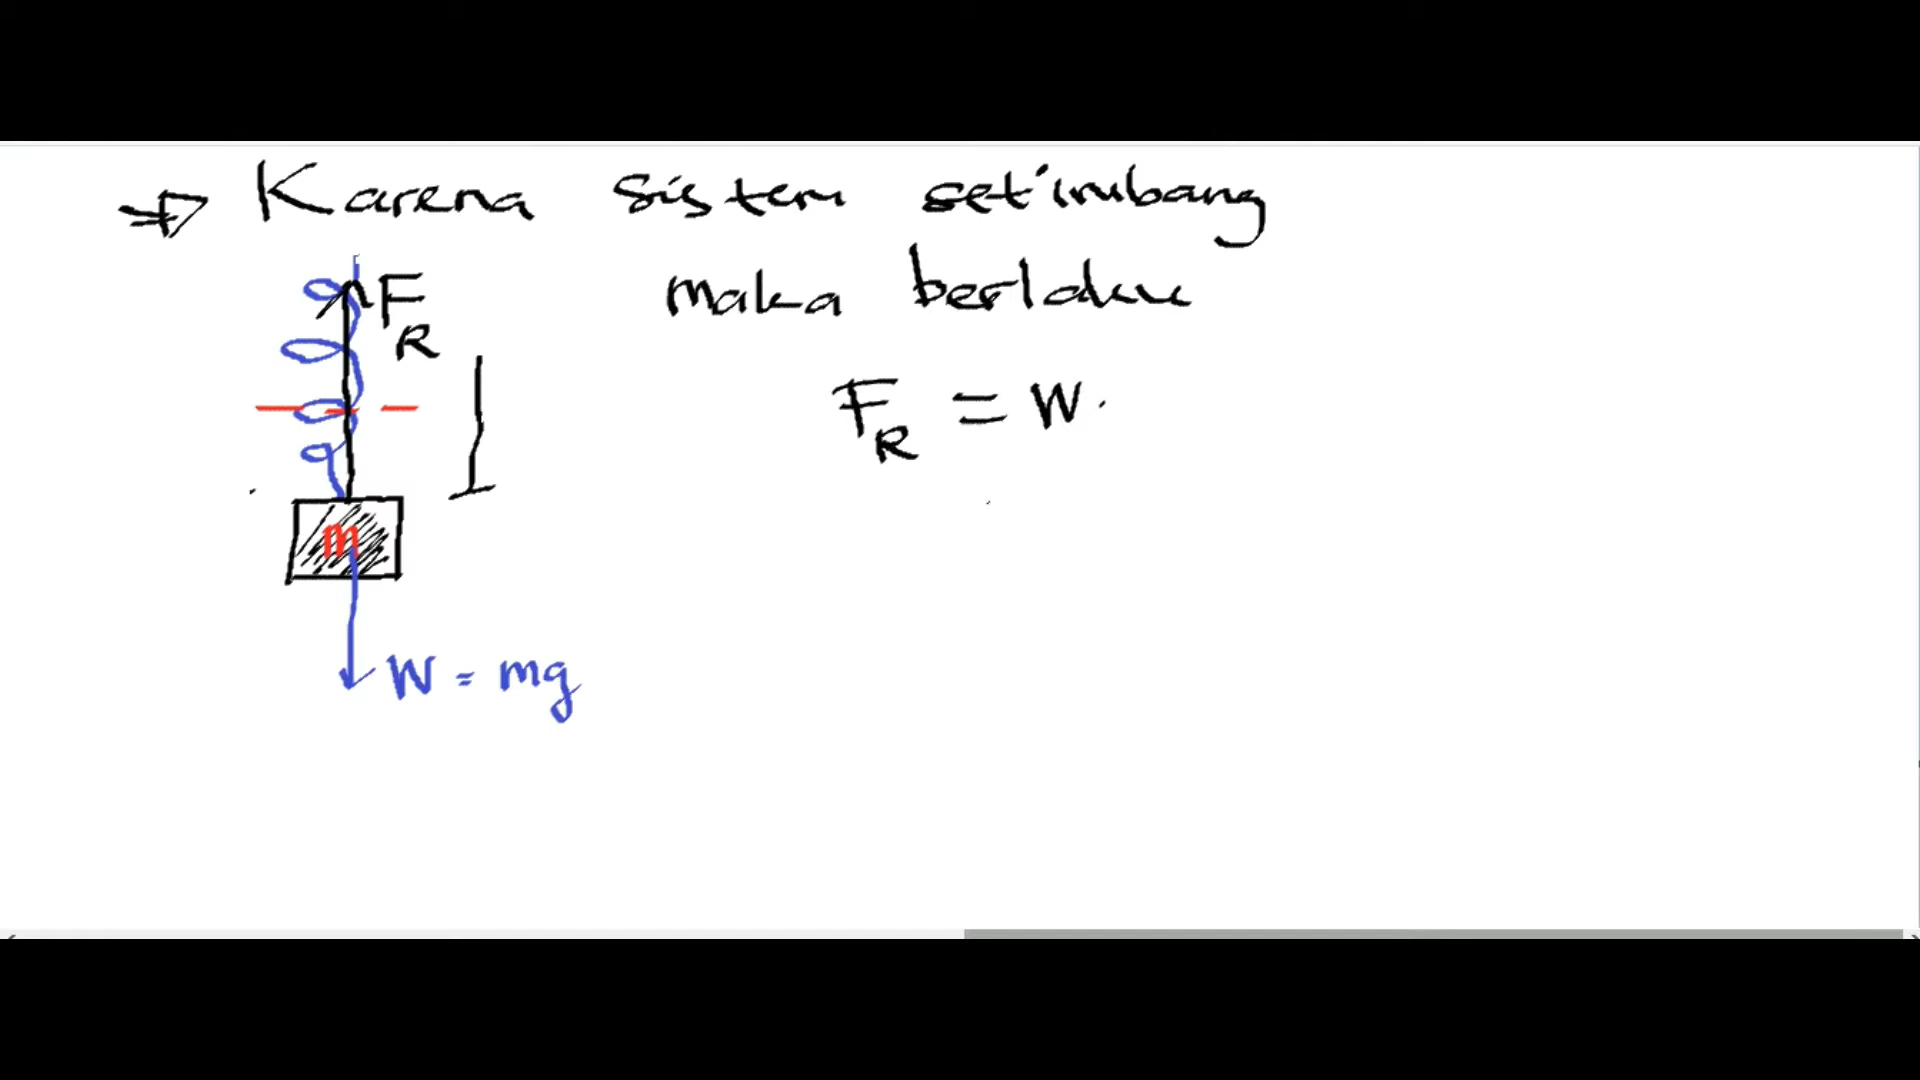 ⇒ Karena sistem setimbang
maka berlaku
F_R
F_R = W
m
W = mg